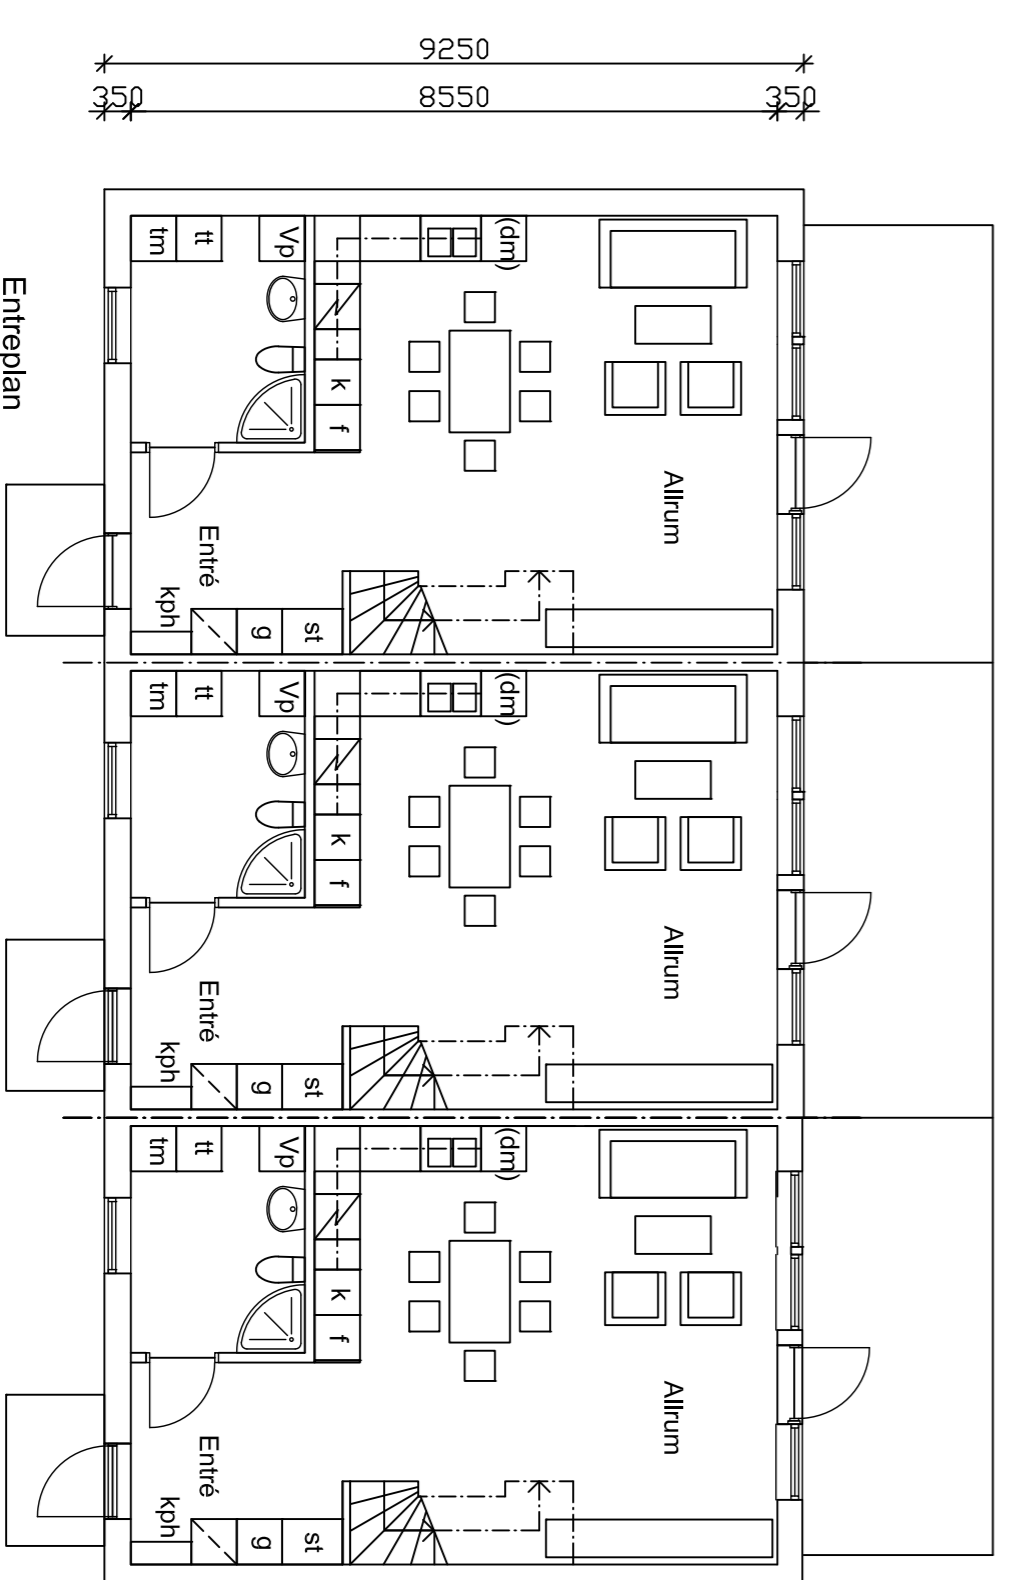 9250
350
8550
350
tm
tt
Vp
(dm)
k
f
Allrum
Entré
kph
g
st
tm
tt
Vp
(dm)
k
f
Allrum
Entré
kph
g
st
tm
tt
Vp
(dm)
k
f
Allrum
Entré
kph
g
st
Entreplan